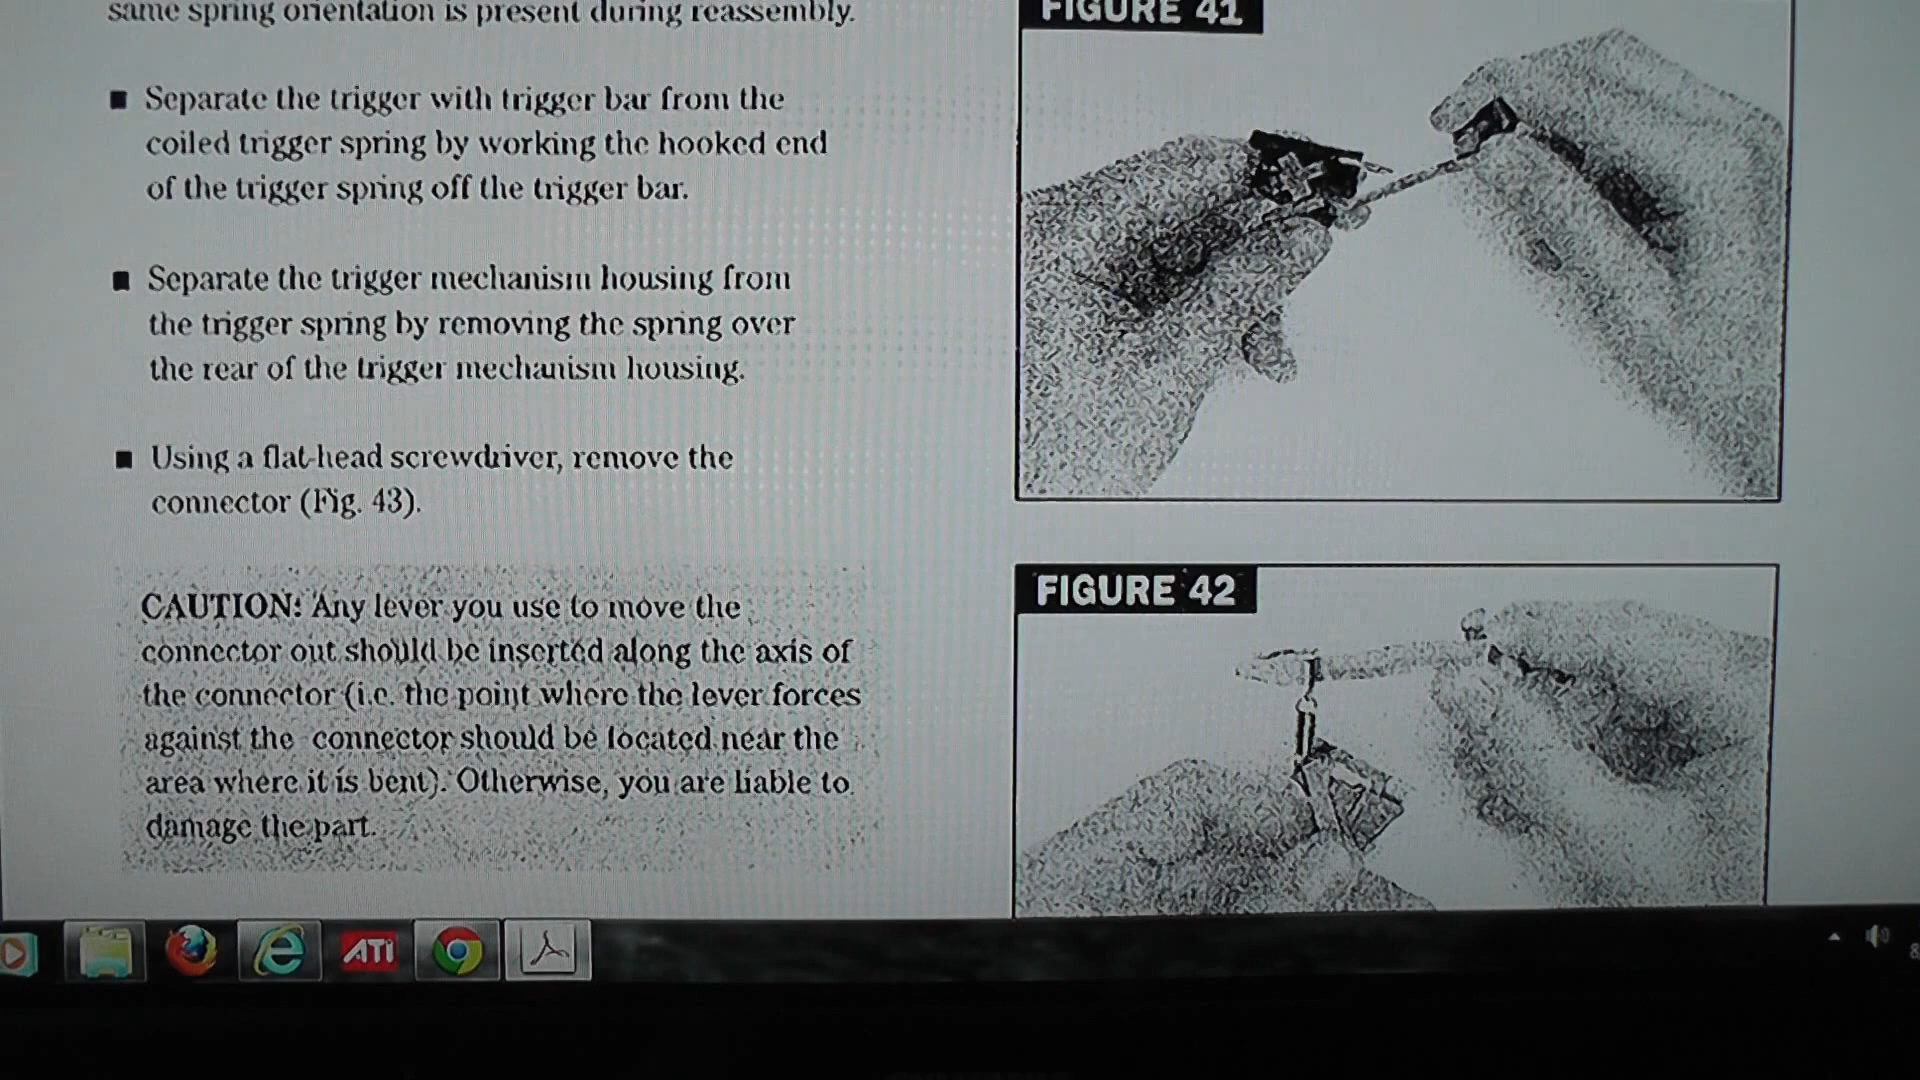 same spring orientation is present during reassembly.
■ Separate the trigger with trigger bar from the
coiled trigger spring by working the hooked end
of the trigger spring off the trigger bar.
■ Separate the trigger mechanism housing from
the trigger spring by removing the spring over
the rear of the trigger mechanism housing.
■ Using a flat-head screwdriver, remove the
connector (Fig. 43).
CAUTION: Any lever you use to move the
connector out should be inserted along the axis of
the connector (i.e. the point where the lever forces
against the connector should be located near the
area where it is bent). Otherwise, you are liable to
damage the part.
FIGURE 41
FIGURE 42
ATI
8